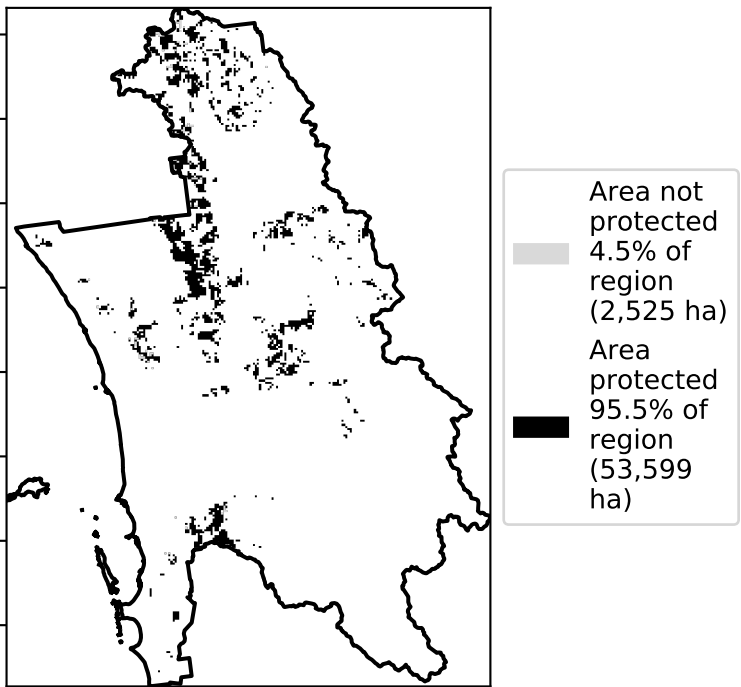 Area not
protected
4.5% of
region
(2,525 ha)
Area
protected
95.5% of
region
(53,599
ha)